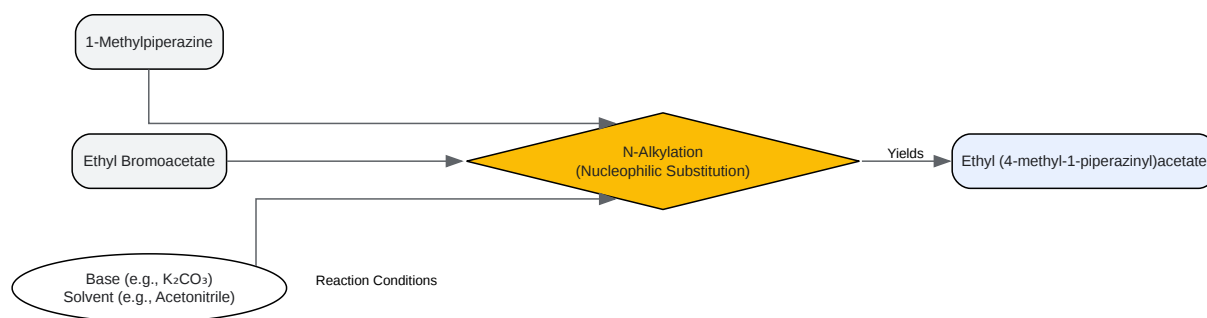 1-Methylpiperazine
Ethyl Bromoacetate
N-Alkylation
(Nucleophilic Substitution)
Yields
Ethyl (4-methyl-1-piperazinyl)acetate
Base (e.g., K₂CO₃)
Solvent (e.g., Acetonitrile)
Reaction Conditions